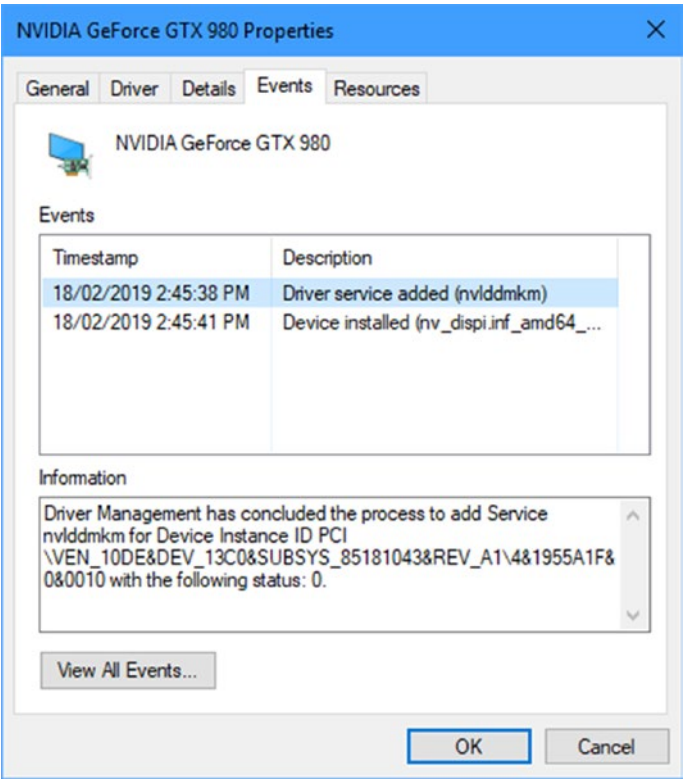 NVIDIA GeForce GTX 980 Properties
General Driver Details Events Resources
NVIDIA GeForce GTX 980
Events
Timestamp Description
18/02/2019 2:45:38 PM Driver service added (nvlddmkm)
18/02/2019 2:45:41 PM Device installed (nv_dispi.inf_amd64_...
Information
Driver Management has concluded the process to add Service
nvlddmkm for Device Instance ID PCI
\VEN_10DE&DEV_13C0&SUBSYS_85181043&REV_A1\4&1955A1F&
0&0010 with the following status: 0.
View All Events...
OK Cancel